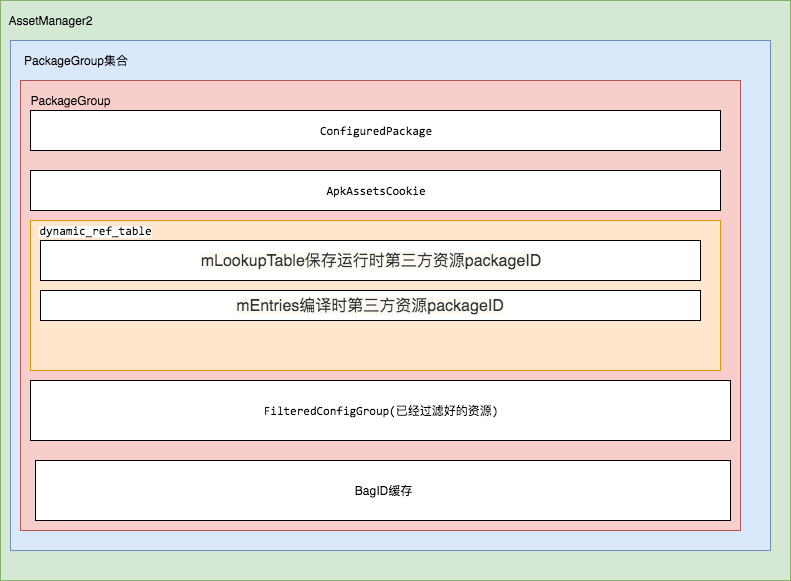 AssetManager2
PackageGroup集合
PackageGroup
ConfiguredPackage
ApkAssetsCookie
dynamic_ref_table
mLookupTable保存运行时第三方资源packageID
mEntries编译时第三方资源packageID
FilteredConfigGroup(已经过滤好的资源)
BagID缓存